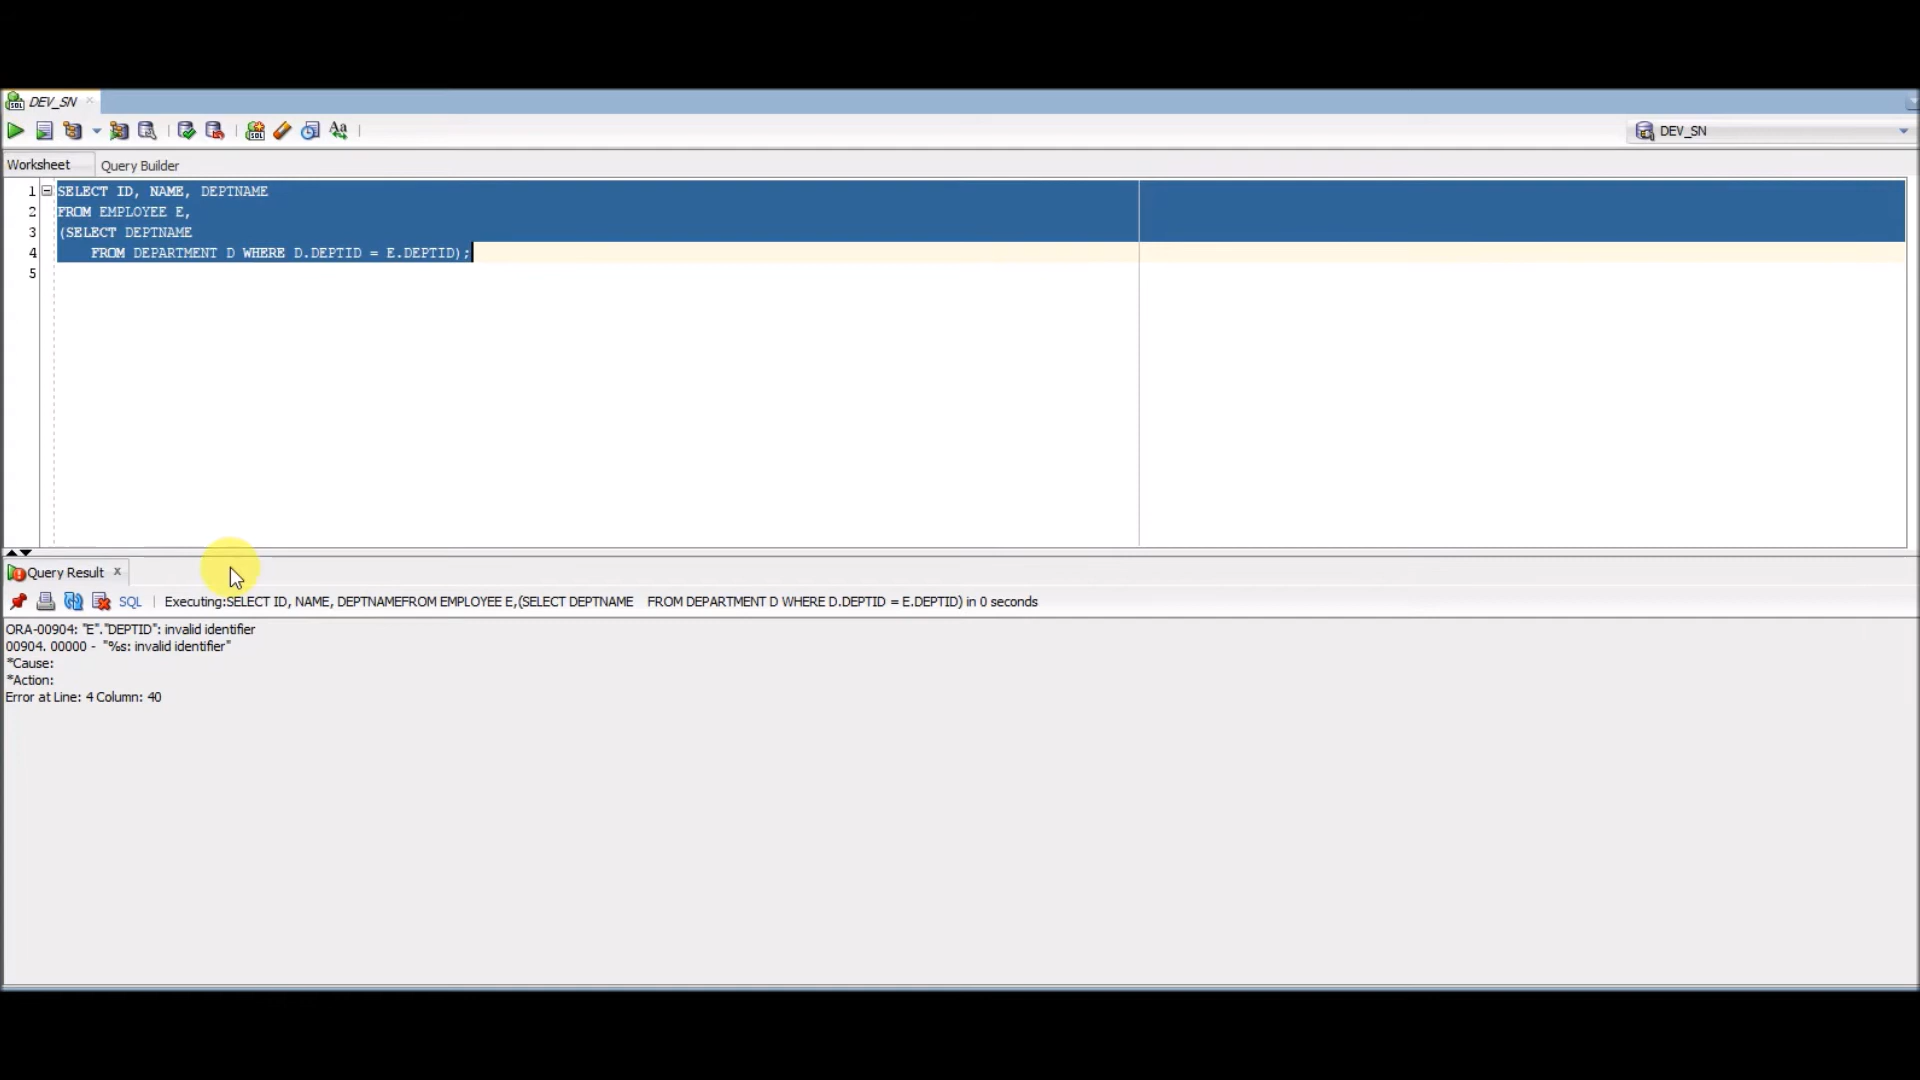 DEV_SN
DEV_SN
Worksheet Query Builder
1 SELECT ID, NAME, DEPTNAME
2 FROM EMPLOYEE E,
3 (SELECT DEPTNAME
4 FROM DEPARTMENT D WHERE D.DEPTID = E.DEPTID);
5
Query Result x
SQL | Executing:SELECT ID, NAME, DEPTNAMEFROM EMPLOYEE E,(SELECT DEPTNAME FROM DEPARTMENT D WHERE D.DEPTID = E.DEPTID) in 0 seconds
ORA-00904: "E"."DEPTID": invalid identifier
00904. 00000 - "%s: invalid identifier"
*Cause:
*Action:
Error at Line: 4 Column: 40